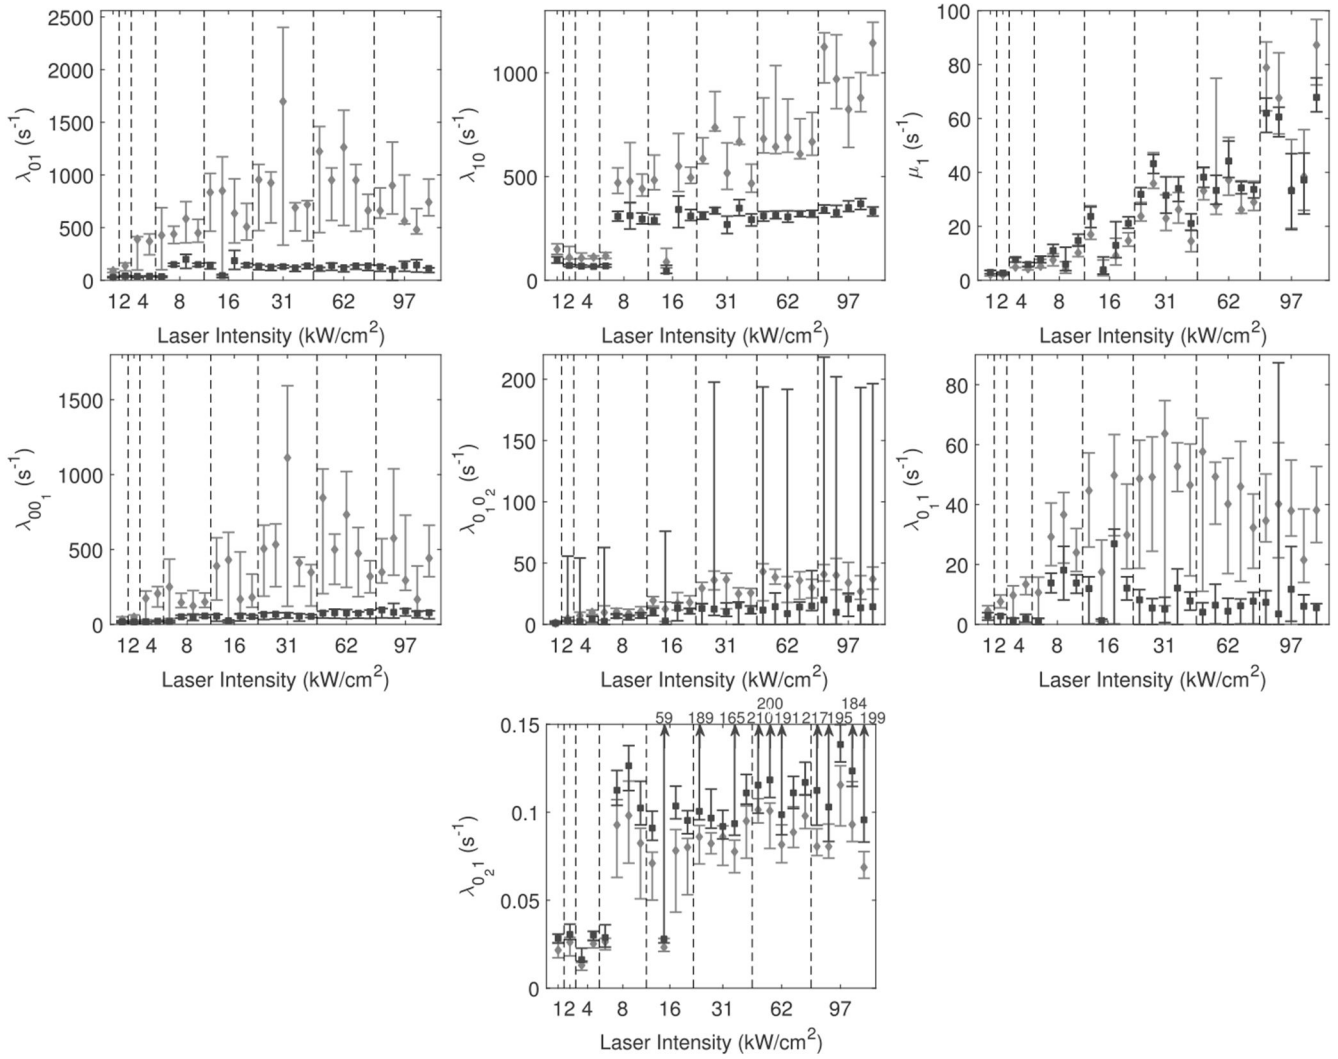 2500
2000
1500
1000
500
0
λ01 (s-1)
12 4 8 16 31 62 97
Laser Intensity (kW/cm2)
1000
500
0
λ10 (s-1)
12 4 8 16 31 62 97
Laser Intensity (kW/cm2)
100
80
60
40
20
0
μ1 (s-1)
12 4 8 16 31 62 97
Laser Intensity (kW/cm2)
1500
1000
500
0
λ001 (s-1)
12 4 8 16 31 62 97
Laser Intensity (kW/cm2)
200
150
100
50
0
λ0102 (s-1)
12 4 8 16 31 62 97
Laser Intensity (kW/cm2)
80
60
40
20
0
λ011 (s-1)
12 4 8 16 31 62 97
Laser Intensity (kW/cm2)
200 184
59 189 165 210 191 217 195 199
0.15
0.1
0.05
0
λ021 (s-1)
12 4 8 16 31 62 97
Laser Intensity (kW/cm2)